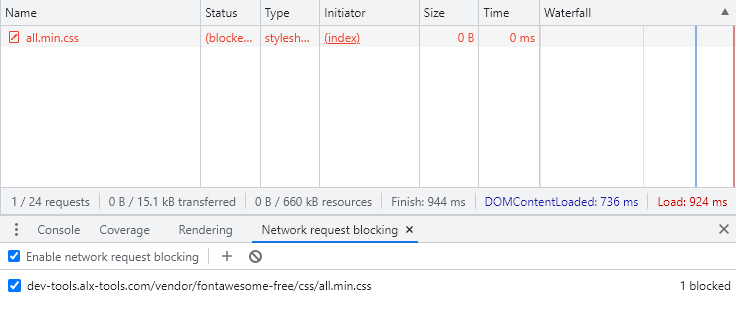 Name Status Type Initiator Size Time Waterfall
all.min.css (blocke... stylesh... (index) 0 B 0 ms
1 / 24 requests 0 B / 15.1 kB transferred 0 B / 660 kB resources Finish: 944 ms DOMContentLoaded: 736 ms Load: 924 ms
Console Coverage Rendering Network request blocking
Enable network request blocking
dev-tools.alx-tools.com/vendor/fontawesome-free/css/all.min.css 1 blocked